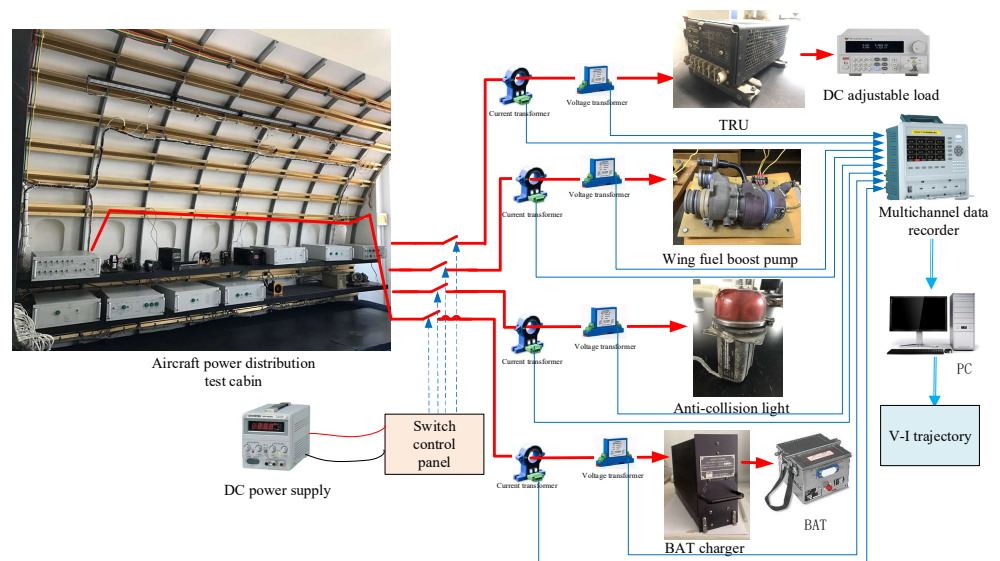 Current transformer
Voltage transformer
TRU
DC adjustable load
Current transformer
Voltage transformer
Wing fuel boost pump
Multichannel data
recorder
Aircraft power distribution
test cabin
Current transformer
Voltage transformer
Anti-collision light
PC
V-I trajectory
DC power supply
Switch
control
panel
Current transformer
Voltage transformer
BAT charger
BAT